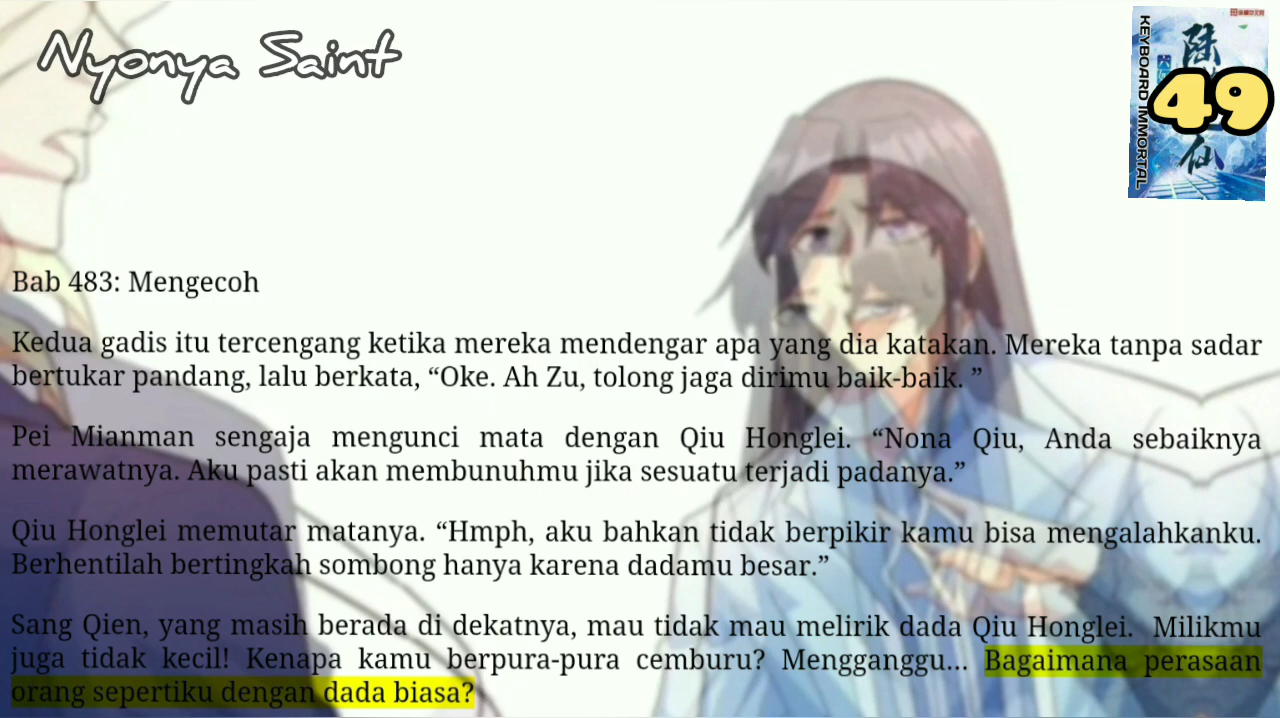 Nyonya Saint
KEYBOARD IMMORTAL
陆
仙
49
Bab 483: Mengecoh
Kedua gadis itu tercengang ketika mereka mendengar apa yang dia katakan. Mereka tanpa sadar
bertukar pandang, lalu berkata, “Oke. Ah Zu, tolong jaga dirimu baik-baik. ”
Pei Mianman sengaja mengunci mata dengan Qiu Honglei. “Nona Qiu, Anda sebaiknya
merawatnya. Aku pasti akan membunuhmu jika sesuatu terjadi padanya.”
Qiu Honglei memutar matanya. “Hmph, aku bahkan tidak berpikir kamu bisa mengalahkanku.
Berhentilah bertingkah sombong hanya karena dadamu besar.”
Sang Qien, yang masih berada di dekatnya, mau tidak mau melirik dada Qiu Honglei. Milikmu
juga tidak kecil! Kenapa kamu berpura-pura cemburu? Mengganggu... Bagaimana perasaan
orang sepertiku dengan dada biasa?